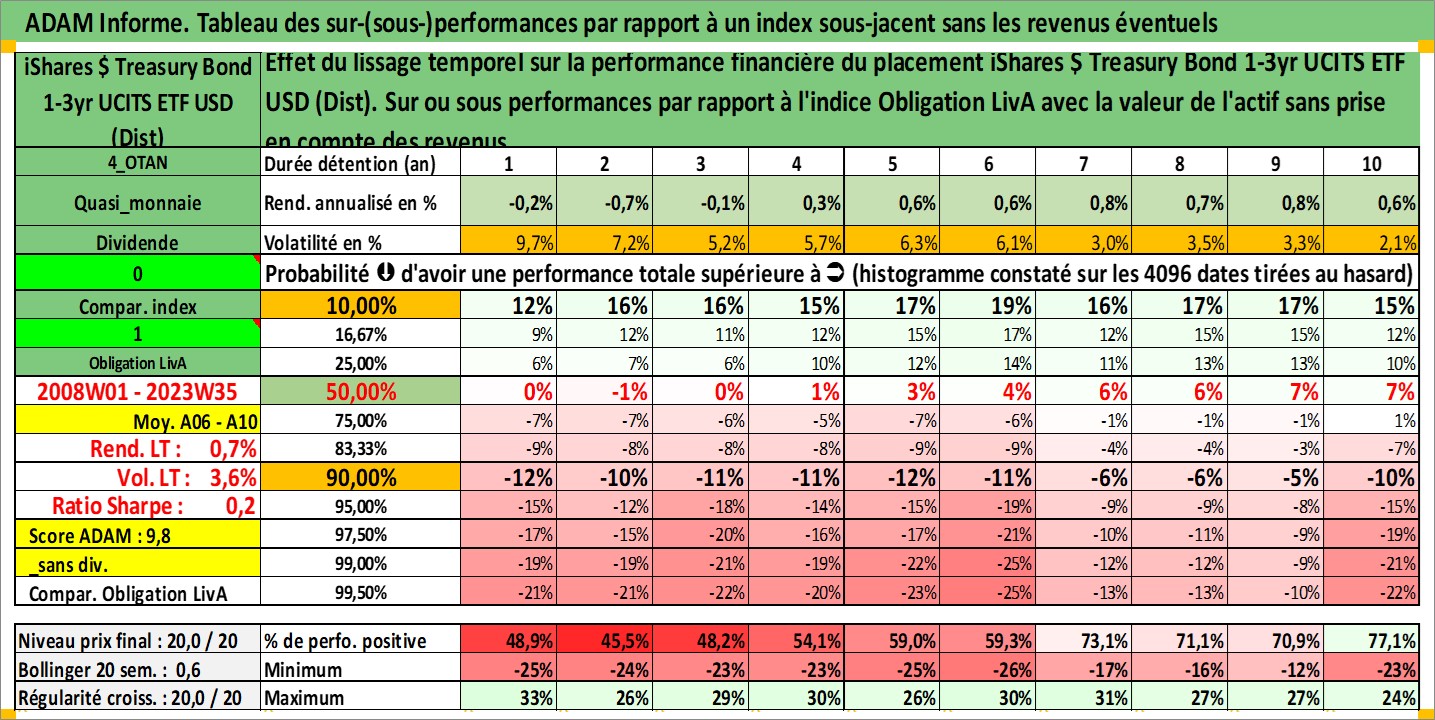 ADAM Informe. Tableau des sur-(sous-)performances par rapport à un index sous-jacent sans les revenus éventuels
iShares $ Treasury Bond
1-3yr UCITS ETF USD
(Dist)
Effet du lissage temporel sur la performance financière du placement iShares $ Treasury Bond 1-3yr UCITS ETF
USD (Dist). Sur ou sous performances par rapport à l'indice Obligation LivA avec la valeur de l'actif sans prise
en compte des revenus
4_OTAN Durée détention (an) 1 2 3 4 5 6 7 8 9 10
Quasi_monnaie Rend. annualisé en % -0,2% -0,7% -0,1% 0,3% 0,6% 0,6% 0,8% 0,7% 0,8% 0,6%
Dividende Volatilité en % 9,7% 7,2% 5,2% 5,7% 6,3% 6,1% 3,0% 3,5% 3,3% 2,1%
0 Probabilité ⬇ d'avoir une performance totale supérieure à ➲ (histogramme constaté sur les 4096 dates tirées au hasard)
Compar. index 10,00% 12% 16% 16% 15% 17% 19% 16% 17% 17% 15%
1 16,67% 9% 12% 11% 12% 15% 17% 12% 15% 15% 12%
Obligation LivA 25,00% 6% 7% 6% 10% 12% 14% 11% 13% 13% 10%
2008W01 - 2023W35 50,00% 0% -1% 0% 1% 3% 4% 6% 6% 7% 7%
Moy. A06 - A10 75,00% -7% -7% -6% -5% -7% -6% -1% -1% -1% 1%
Rend. LT : 0,7% 83,33% -9% -8% -8% -8% -9% -9% -4% -4% -3% -7%
Vol. LT : 3,6% 90,00% -12% -10% -11% -11% -12% -11% -6% -6% -5% -10%
Ratio Sharpe : 0,2 95,00% -15% -12% -18% -14% -15% -19% -9% -9% -8% -15%
Score ADAM : 9,8 97,50% -17% -15% -20% -16% -17% -21% -10% -11% -9% -19%
_sans div. 99,00% -19% -19% -21% -19% -22% -25% -12% -12% -9% -21%
Compar. Obligation LivA 99,50% -21% -21% -22% -20% -23% -25% -13% -13% -10% -22%
Niveau prix final : 20,0 / 20 % de perfo. positive 48,9% 45,5% 48,2% 54,1% 59,0% 59,3% 73,1% 71,1% 70,9% 77,1%
Bollinger 20 sem. : 0,6 Minimum -25% -24% -23% -23% -25% -26% -17% -16% -12% -23%
Régularité croiss. : 20,0 / 20 Maximum 33% 26% 29% 30% 26% 30% 31% 27% 27% 24%